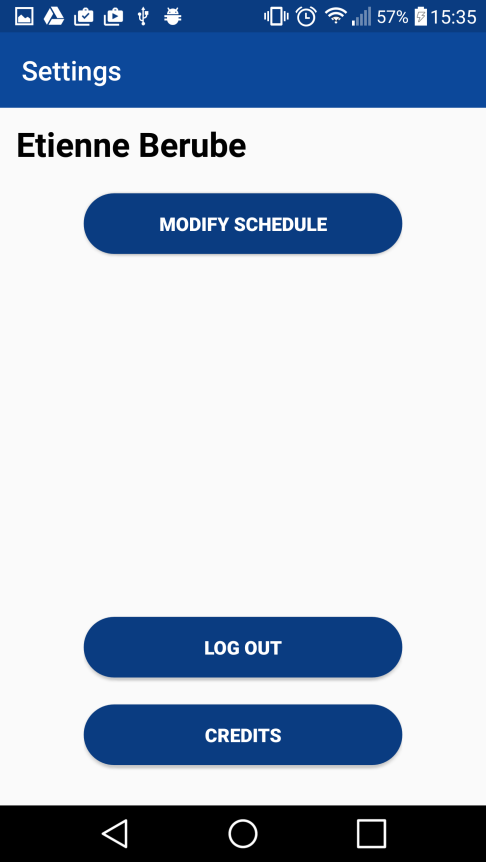 57% 15:35
Settings
Etienne Berube
MODIFY SCHEDULE
LOG OUT
CREDITS